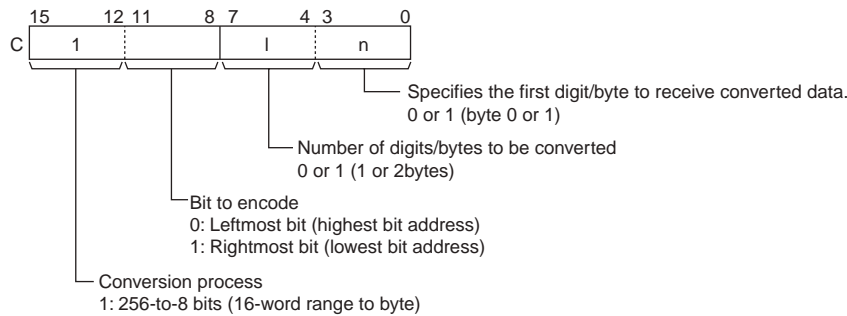 15 12 11 8 7 4 3 0
C 1 l n
Specifies the first digit/byte to receive converted data.
0 or 1 (byte 0 or 1)
Number of digits/bytes to be converted
0 or 1 (1 or 2bytes)
Bit to encode
0: Leftmost bit (highest bit address)
1: Rightmost bit (lowest bit address)
Conversion process
1: 256-to-8 bits (16-word range to byte)